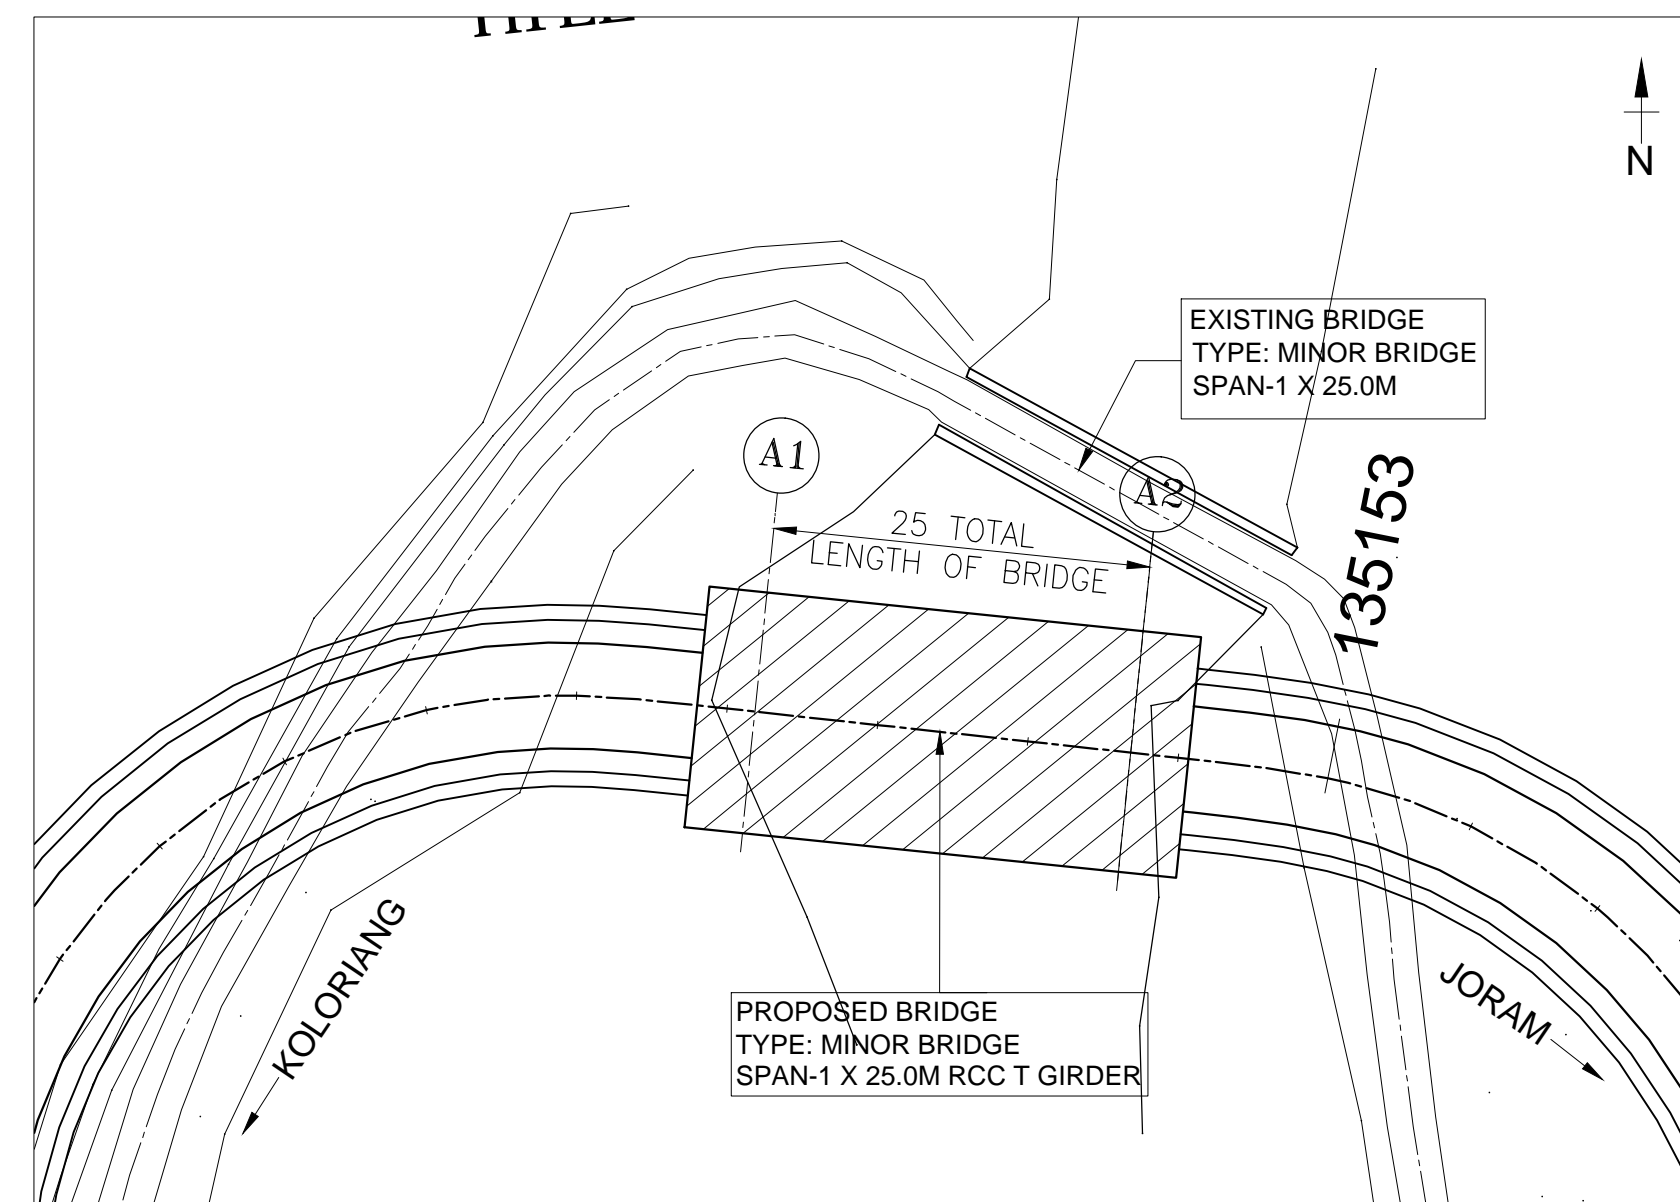 N
EXISTING BRIDGE
TYPE: MINOR BRIDGE
SPAN-1 X 25.0M
A1
A2
25 TOTAL
LENGTH OF BRIDGE
135153
KOLORIANG
JORAM
PROPOSED BRIDGE
TYPE: MINOR BRIDGE
SPAN-1 X 25.0M RCC T GIRDER